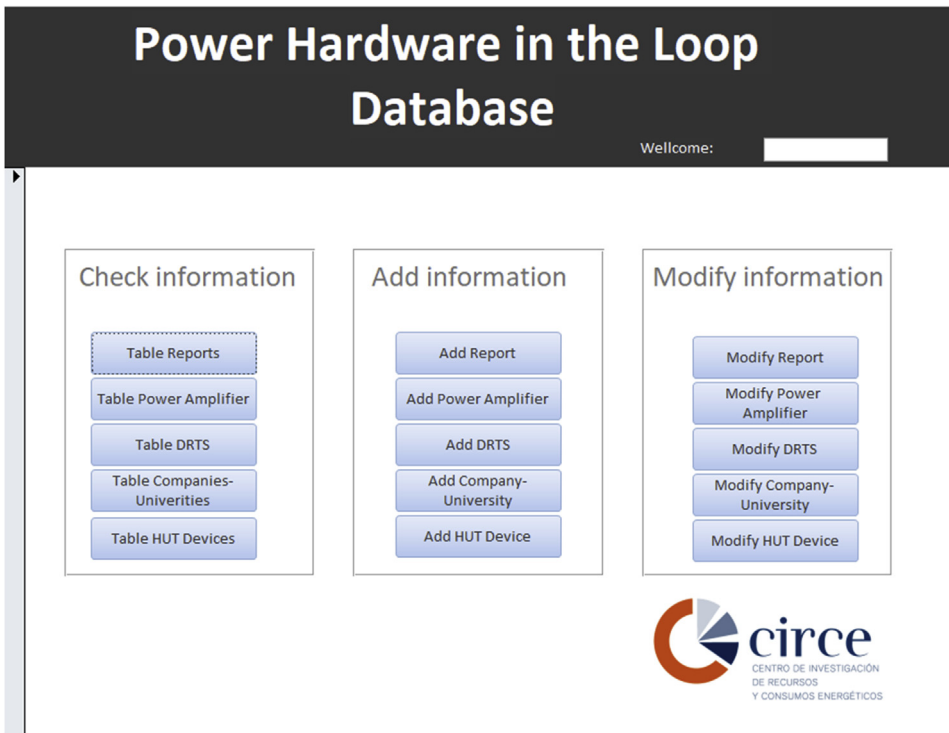 Power Hardware in the Loop
Database
Wellcome:
Check information
Table Reports
Table Power Amplifier
Table DRTS
Table Companies-
Univerities
Table HUT Devices
Add information
Add Report
Add Power Amplifier
Add DRTS
Add Company-
University
Add HUT Device
Modify information
Modify Report
Modify Power
Amplifier
Modify DRTS
Modify Company-
University
Modify HUT Device
circe
CENTRO DE INVESTIGACIÓN
DE RECURSOS
Y CONSUMOS ENERGÉTICOS